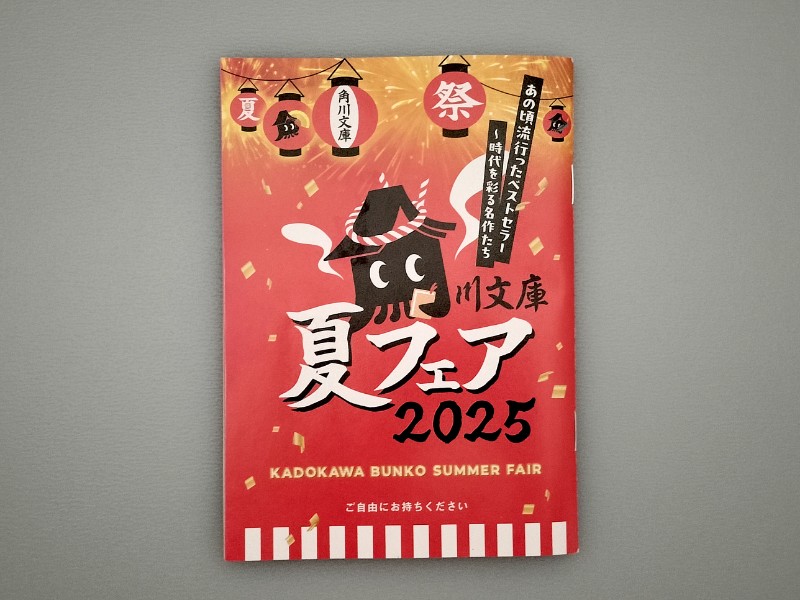 夏
角川文庫
祭
あの頃流行ったベストセラー
~時代を彩る名作たち
川文庫
夏フェア
2025
KADOKAWA BUNKO SUMMER FAIR
ご自由にお持ちください